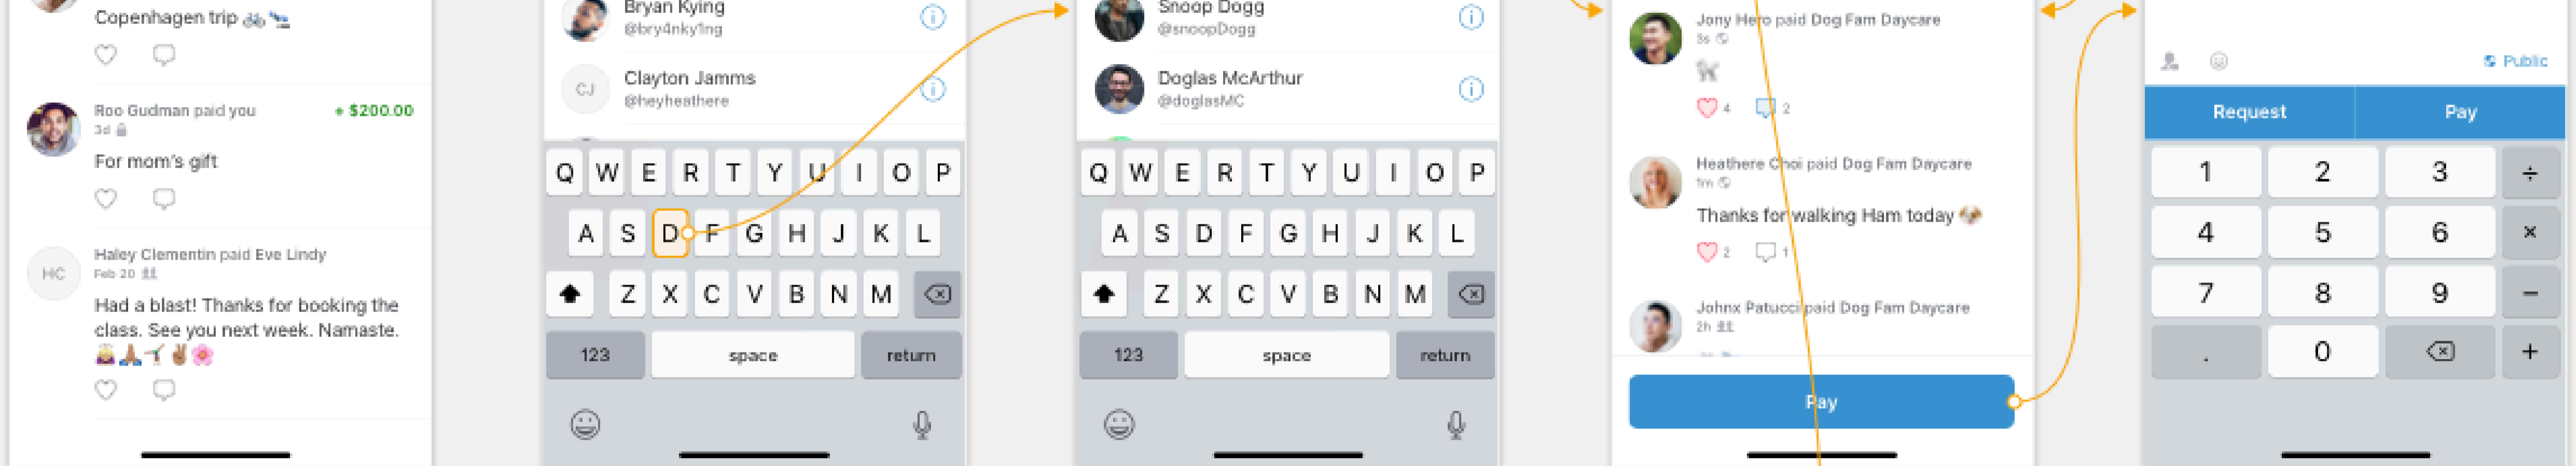 Copenhagen trip
Roo Gudman paid you
+ $200.00
3d
For mom's gift
HC
Haley Clementin paid Eve Lindy
Feb 20
Had a blast! Thanks for booking the
class. See you next week. Namaste.
Bryan Kying
@bry4nky1ng
CJ
Clayton Jamms
@heyheathere
Q W E R T Y U I O P
A S D F G H J K L
Z X C V B N M
123 space return
Snoop Dogg
@snoopDogg
Doglas McArthur
@doglasMC
Q W E R T Y U I O P
A S D F G H J K L
Z X C V B N M
123 space return
Jony Hero paid Dog Fam Daycare
3s
4 2
Heathere Choi paid Dog Fam Daycare
1m
Thanks for walking Ham today
2 1
Johnx Patucci paid Dog Fam Daycare
2h
Pay
Public
Request Pay
1 2 3 ÷
4 5 6 ×
7 8 9 −
. 0 +